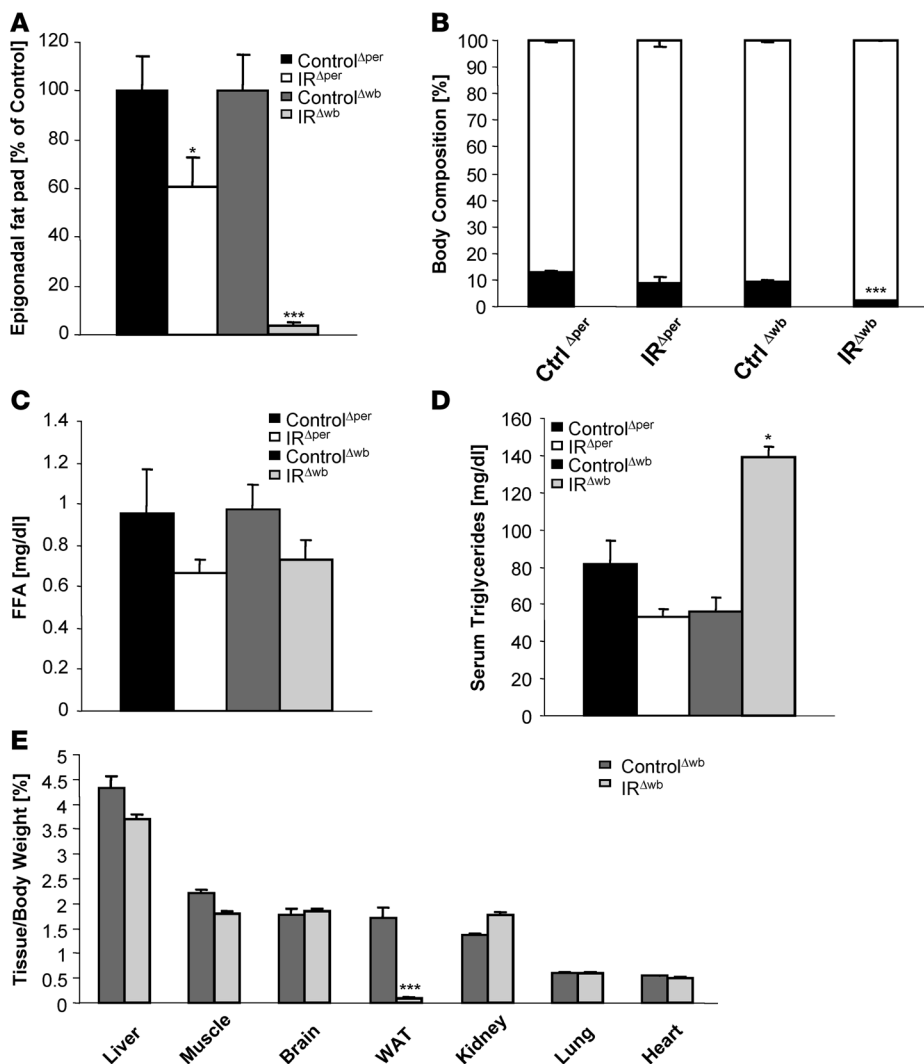 A
Epigonadal fat pad [% of Control]
120
100
80
60
40
20
0
*
***
Control^Δper
IR^Δper
Control^Δwb
IR^Δwb
B
Body Composition [%]
100
90
80
70
60
50
40
30
20
10
0
***
Ctrl ^Δper
IR^Δper
Ctrl ^Δwb
IR^Δwb
C
FFA [mg/dl]
1.4
1.2
1
0.8
0.6
0.4
0.2
0
Control^Δper
IR^Δper
Control^Δwb
IR^Δwb
D
Serum Triglycerides [mg/dl]
160
140
120
100
80
60
40
20
0
Control^Δper
IR^Δper
Control^Δwb
IR^Δwb
*
E
Tissue/Body Weight [%]
5
4.5
4
3.5
3
2.5
2
1.5
1
0.5
0
Control^Δwb
IR^Δwb
***
Liver
Muscle
Brain
WAT
Kidney
Lung
Heart